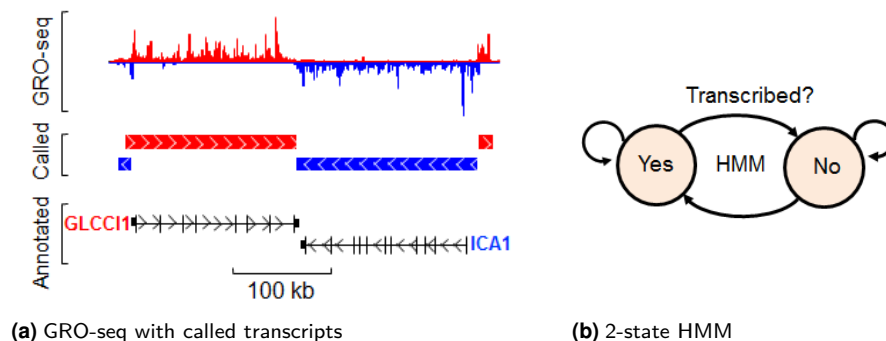 GRO-seq
Called
Annotated
GLCCI1
ICA1
100 kb
(a) GRO-seq with called transcripts
Transcribed?
Yes
HMM
No
(b) 2-state HMM